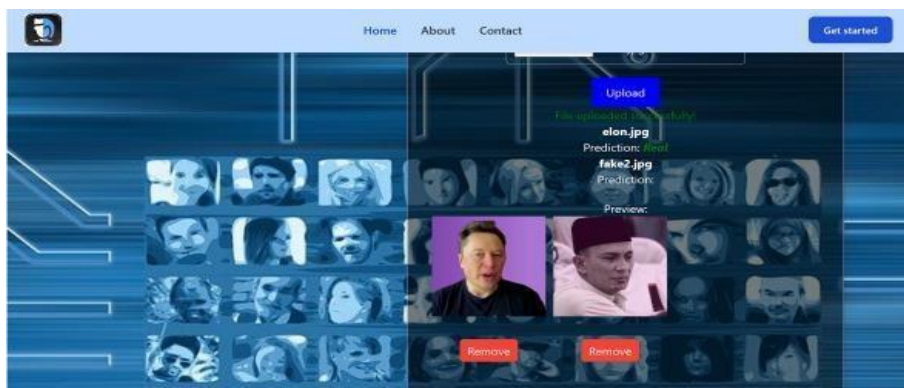 Home About Contact Get started
Upload
File uploaded successfully!
elon.jpg
Prediction: Real
fake2.jpg
Prediction:
Preview:
Remove Remove